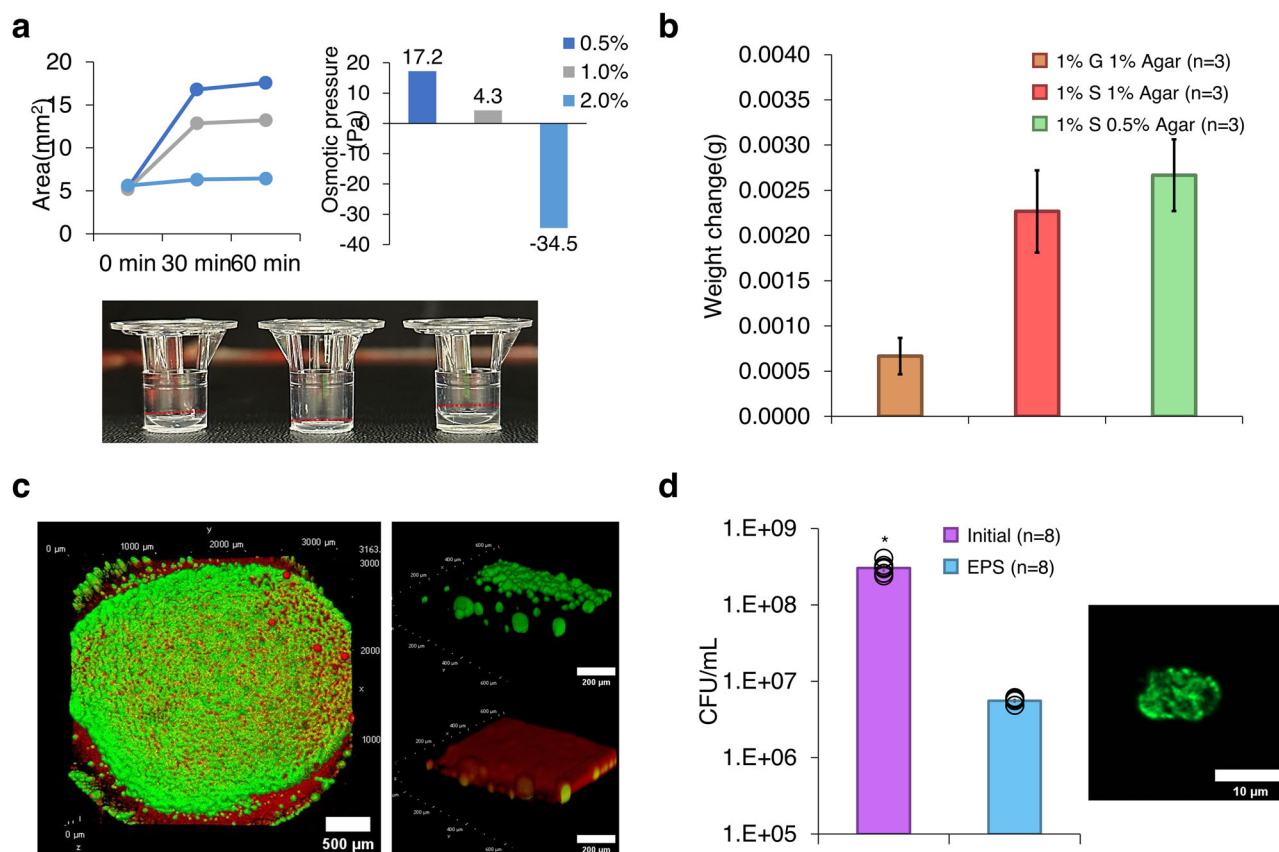 a
20
15
10
5
0
Area(mm²)
0 min 30 min 60 min
Osmotic pressure
(Pa)
20
10
0
-10
-20
-30
-40
17.2
4.3
-34.5
0.5%
1.0%
2.0%
b
0.0040
0.0035
0.0030
0.0025
0.0020
0.0015
0.0010
0.0005
0.0000
Weight change(g)
1% G 1% Agar (n=3)
1% S 1% Agar (n=3)
1% S 0.5% Agar (n=3)
c
y
0 µm 1000 µm 2000 µm 3000 µm 3163.
3000
2000
x
1000
0 µm
z
500 µm
200 µm
200 µm
d
1.E+09
1.E+08
1.E+07
1.E+06
1.E+05
CFU/mL
*
Initial (n=8)
EPS (n=8)
10 µm